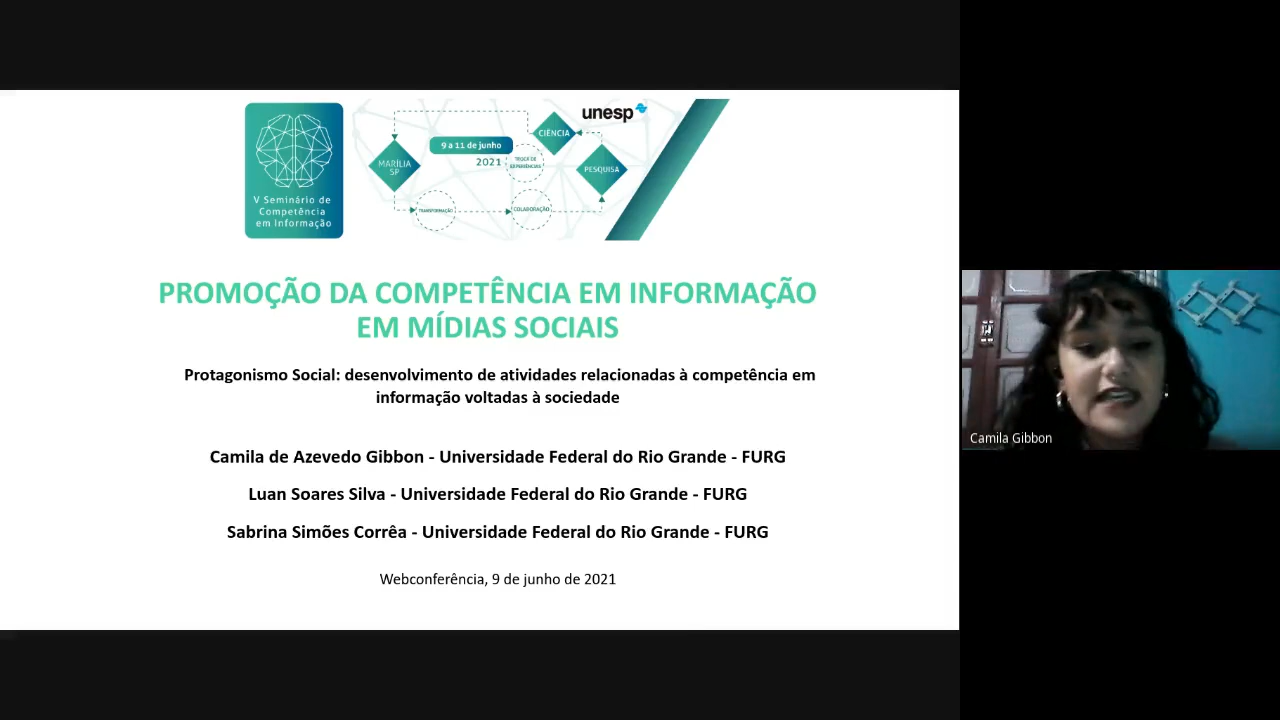 unesp
CIÊNCIA
9 a 11 de junho
2021
TROCA DE
EXPERIÊNCIAS
MARÍLIA
SP
PESQUISA
TRANSFORMAÇÃO
COLABORAÇÃO
V Seminário de
Competência
em Informação
PROMOÇÃO DA COMPETÊNCIA EM INFORMAÇÃO
EM MÍDIAS SOCIAIS
Protagonismo Social: desenvolvimento de atividades relacionadas à competência em
informação voltadas à sociedade
Camila de Azevedo Gibbon - Universidade Federal do Rio Grande - FURG
Luan Soares Silva - Universidade Federal do Rio Grande - FURG
Sabrina Simões Corrêa - Universidade Federal do Rio Grande - FURG
Webconferência, 9 de junho de 2021
Camila Gibbon